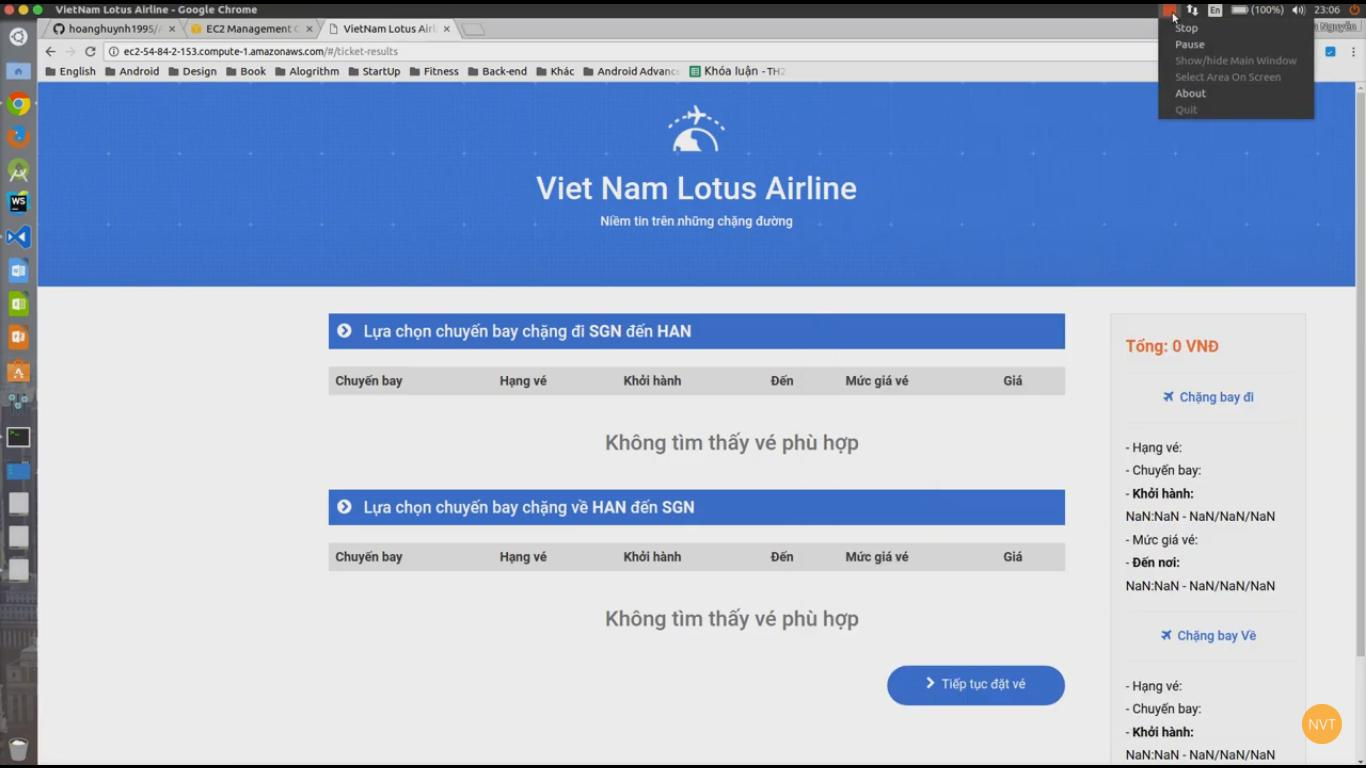 VietNam Lotus Airline - Google Chrome
En (100%) 23:06
hoanghuynh1995/ × EC2 Management C × VietNam Lotus Airl × Nguyễn
ec2-54-84-2-153.compute-1.amazonaws.com/#/ticket-results
English Android Design Book Alogrithm StartUp Fitness Back-end Khác Android Advanc Khóa luận - TH2
Stop
Pause
Show/hide Main Window
Select Area On Screen
About
Quit
WS
Viet Nam Lotus Airline
Niềm tin trên những chặng đường
Lựa chọn chuyến bay chặng đi SGN đến HAN
Chuyến bay Hạng vé Khởi hành Đến Mức giá vé Giá
Không tìm thấy vé phù hợp
Lựa chọn chuyến bay chặng về HAN đến SGN
Chuyến bay Hạng vé Khởi hành Đến Mức giá vé Giá
Không tìm thấy vé phù hợp
Tiếp tục đặt vé
Tổng: 0 VNĐ
Chặng bay đi
- Hạng vé:
- Chuyến bay:
- Khởi hành:
NaN:NaN - NaN/NaN/NaN
- Mức giá vé:
- Đến nơi:
NaN:NaN - NaN/NaN/NaN
Chặng bay Về
- Hạng vé:
- Chuyến bay:
- Khởi hành:
NaN:NaN - NaN/NaN/NaN
NVT